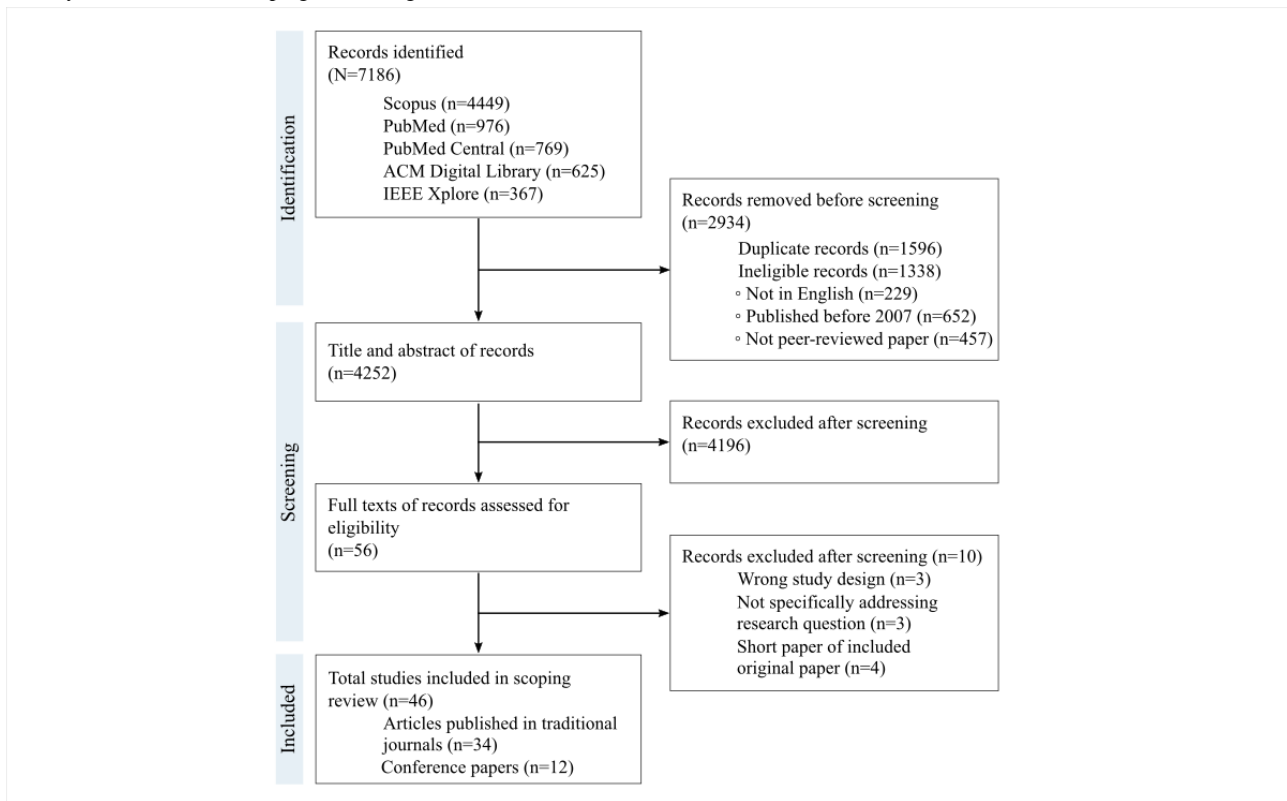 Identification
Records identified
(N=7186)
Scopus (n=4449)
PubMed (n=976)
PubMed Central (n=769)
ACM Digital Library (n=625)
IEEE Xplore (n=367)
Records removed before screening
(n=2934)
Duplicate records (n=1596)
Ineligible records (n=1338)
◦ Not in English (n=229)
◦ Published before 2007 (n=652)
◦ Not peer-reviewed paper (n=457)
Screening
Title and abstract of records
(n=4252)
Records excluded after screening
(n=4196)
Full texts of records assessed for
eligibility
(n=56)
Records excluded after screening (n=10)
Wrong study design (n=3)
Not specifically addressing
research question (n=3)
Short paper of included
original paper (n=4)
Included
Total studies included in scoping
review (n=46)
Articles published in traditional
journals (n=34)
Conference papers (n=12)